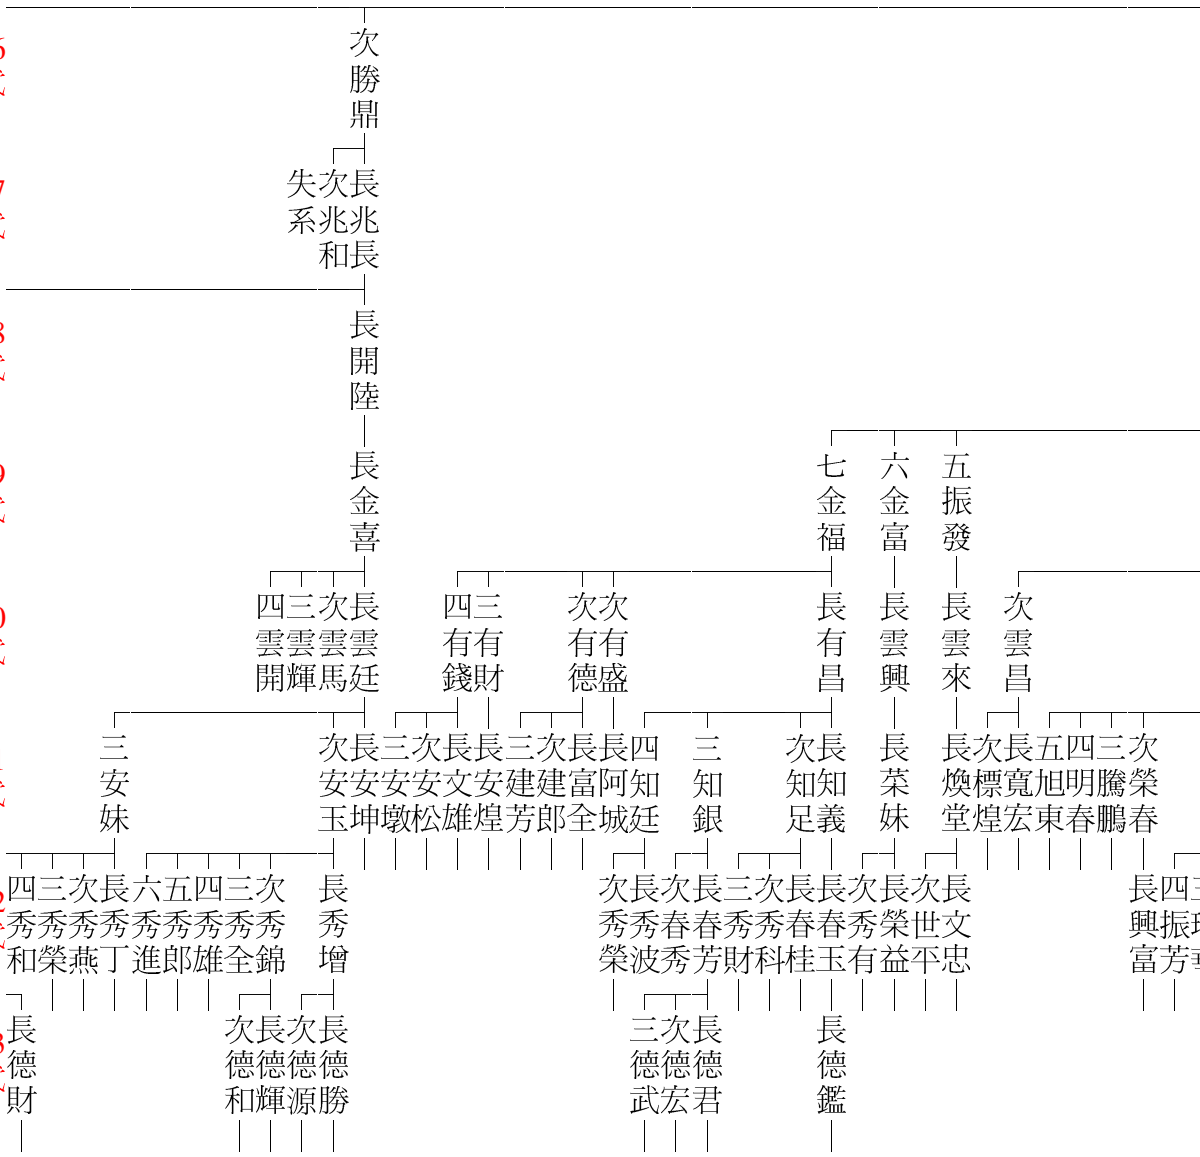 次勝鼎
長兆長
次兆和
失系
長開陸
五振發
六金富
七金福
長金喜
次雲昌
長雲來
長雲興
長有昌
次有盛
次有德
三有財
四有錢
長雲廷
次雲馬
三雲輝
四雲開
次榮春
三騰鵬
四明春
五旭東
長寬宏
次標煌
長煥堂
長菜妹
長知義
次知足
三知銀
四知廷
長阿城
長富全
次建郎
三建芳
長安煌
長文雄
次安松
三安墩
長安坤
次安玉
三安妹
四振芳
長興富
長文忠
次世平
長榮益
次秀有
長春玉
長春桂
次秀科
三秀財
長春芳
次春秀
長秀波
次秀榮
長秀增
次秀錦
三秀全
四秀雄
五秀郎
六秀進
長秀丁
次秀燕
三秀榮
四秀和
長德鑑
長德君
次德宏
三德武
長德勝
次德源
長德輝
次德和
長德財